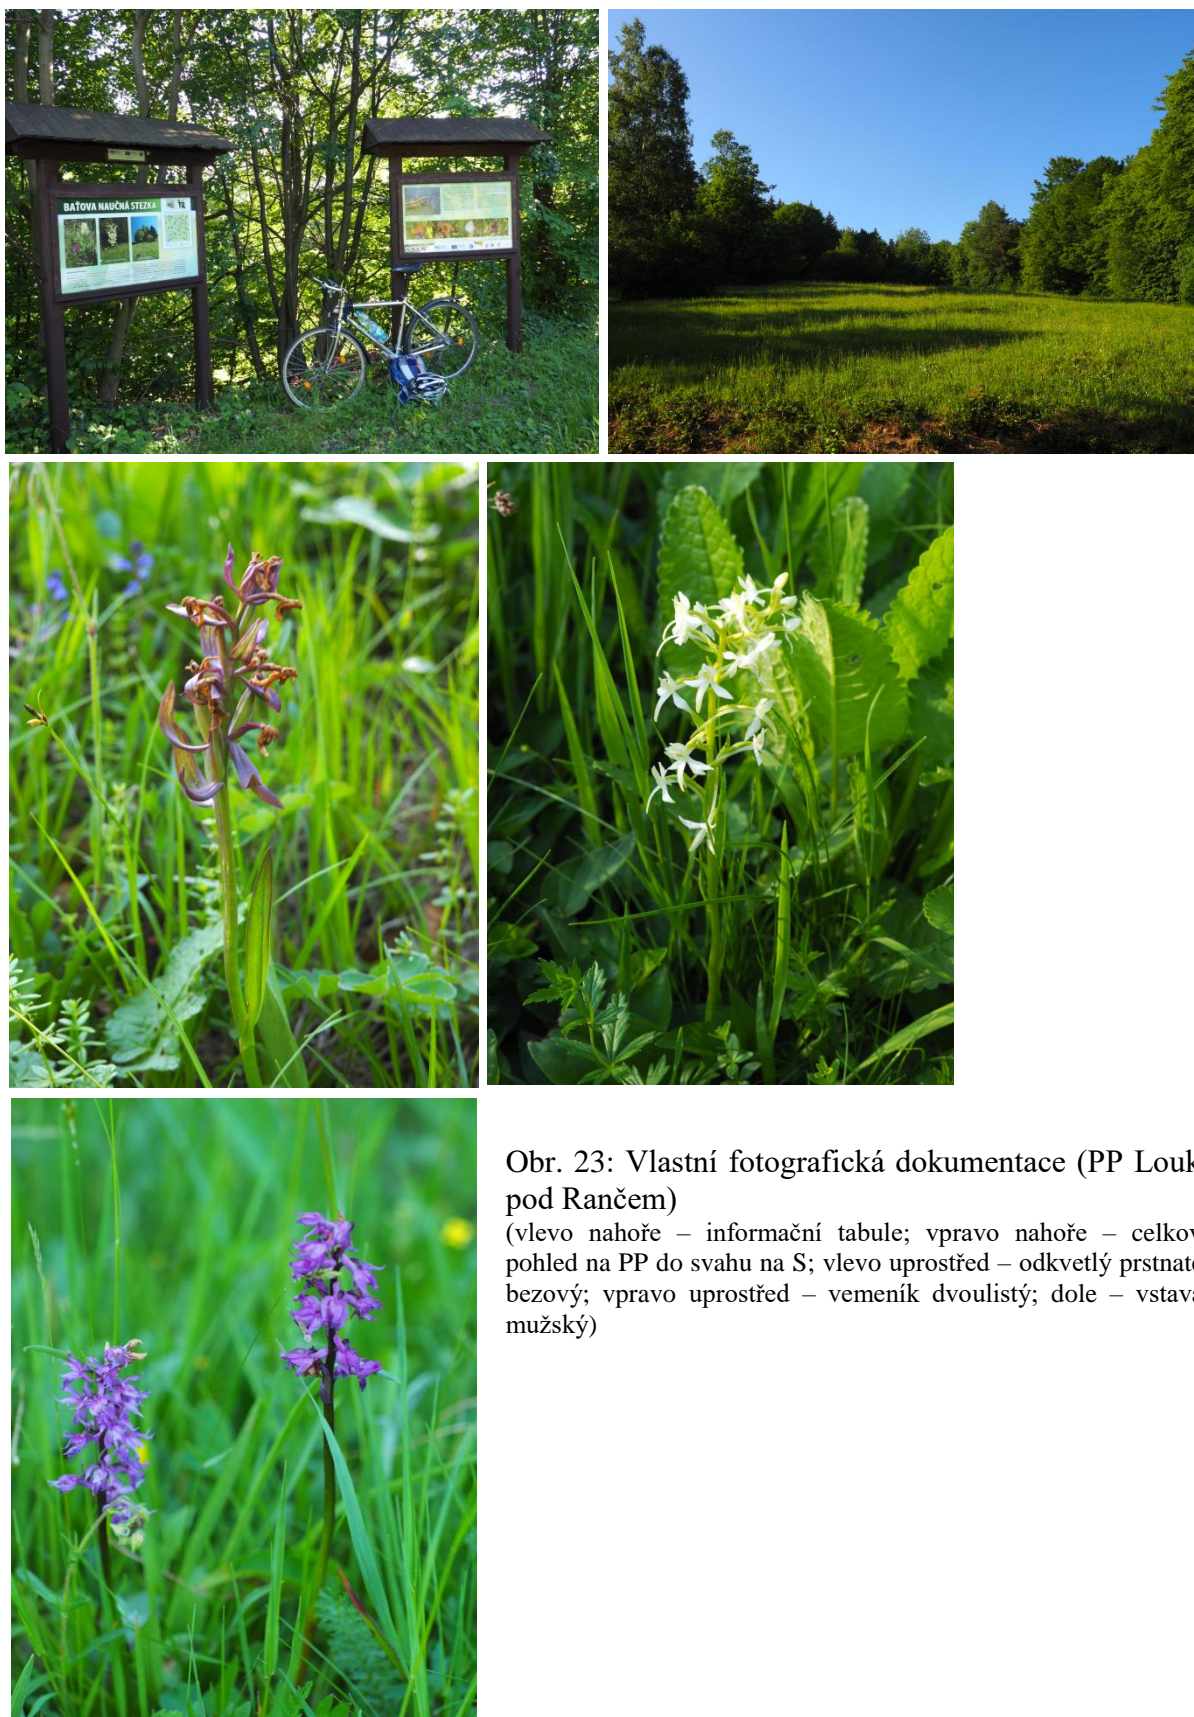 BAŤOVA NAUČNÁ STEZKA
Obr. 23: Vlastní fotografická dokumentace (PP Louk
pod Rančem)
(vlevo nahoře – informační tabule; vpravo nahoře – celkov
pohled na PP do svahu na S; vlevo uprostřed – odkvetlý prstnat
bezový; vpravo uprostřed – vemeník dvoulistý; dole – vstava
mužský)